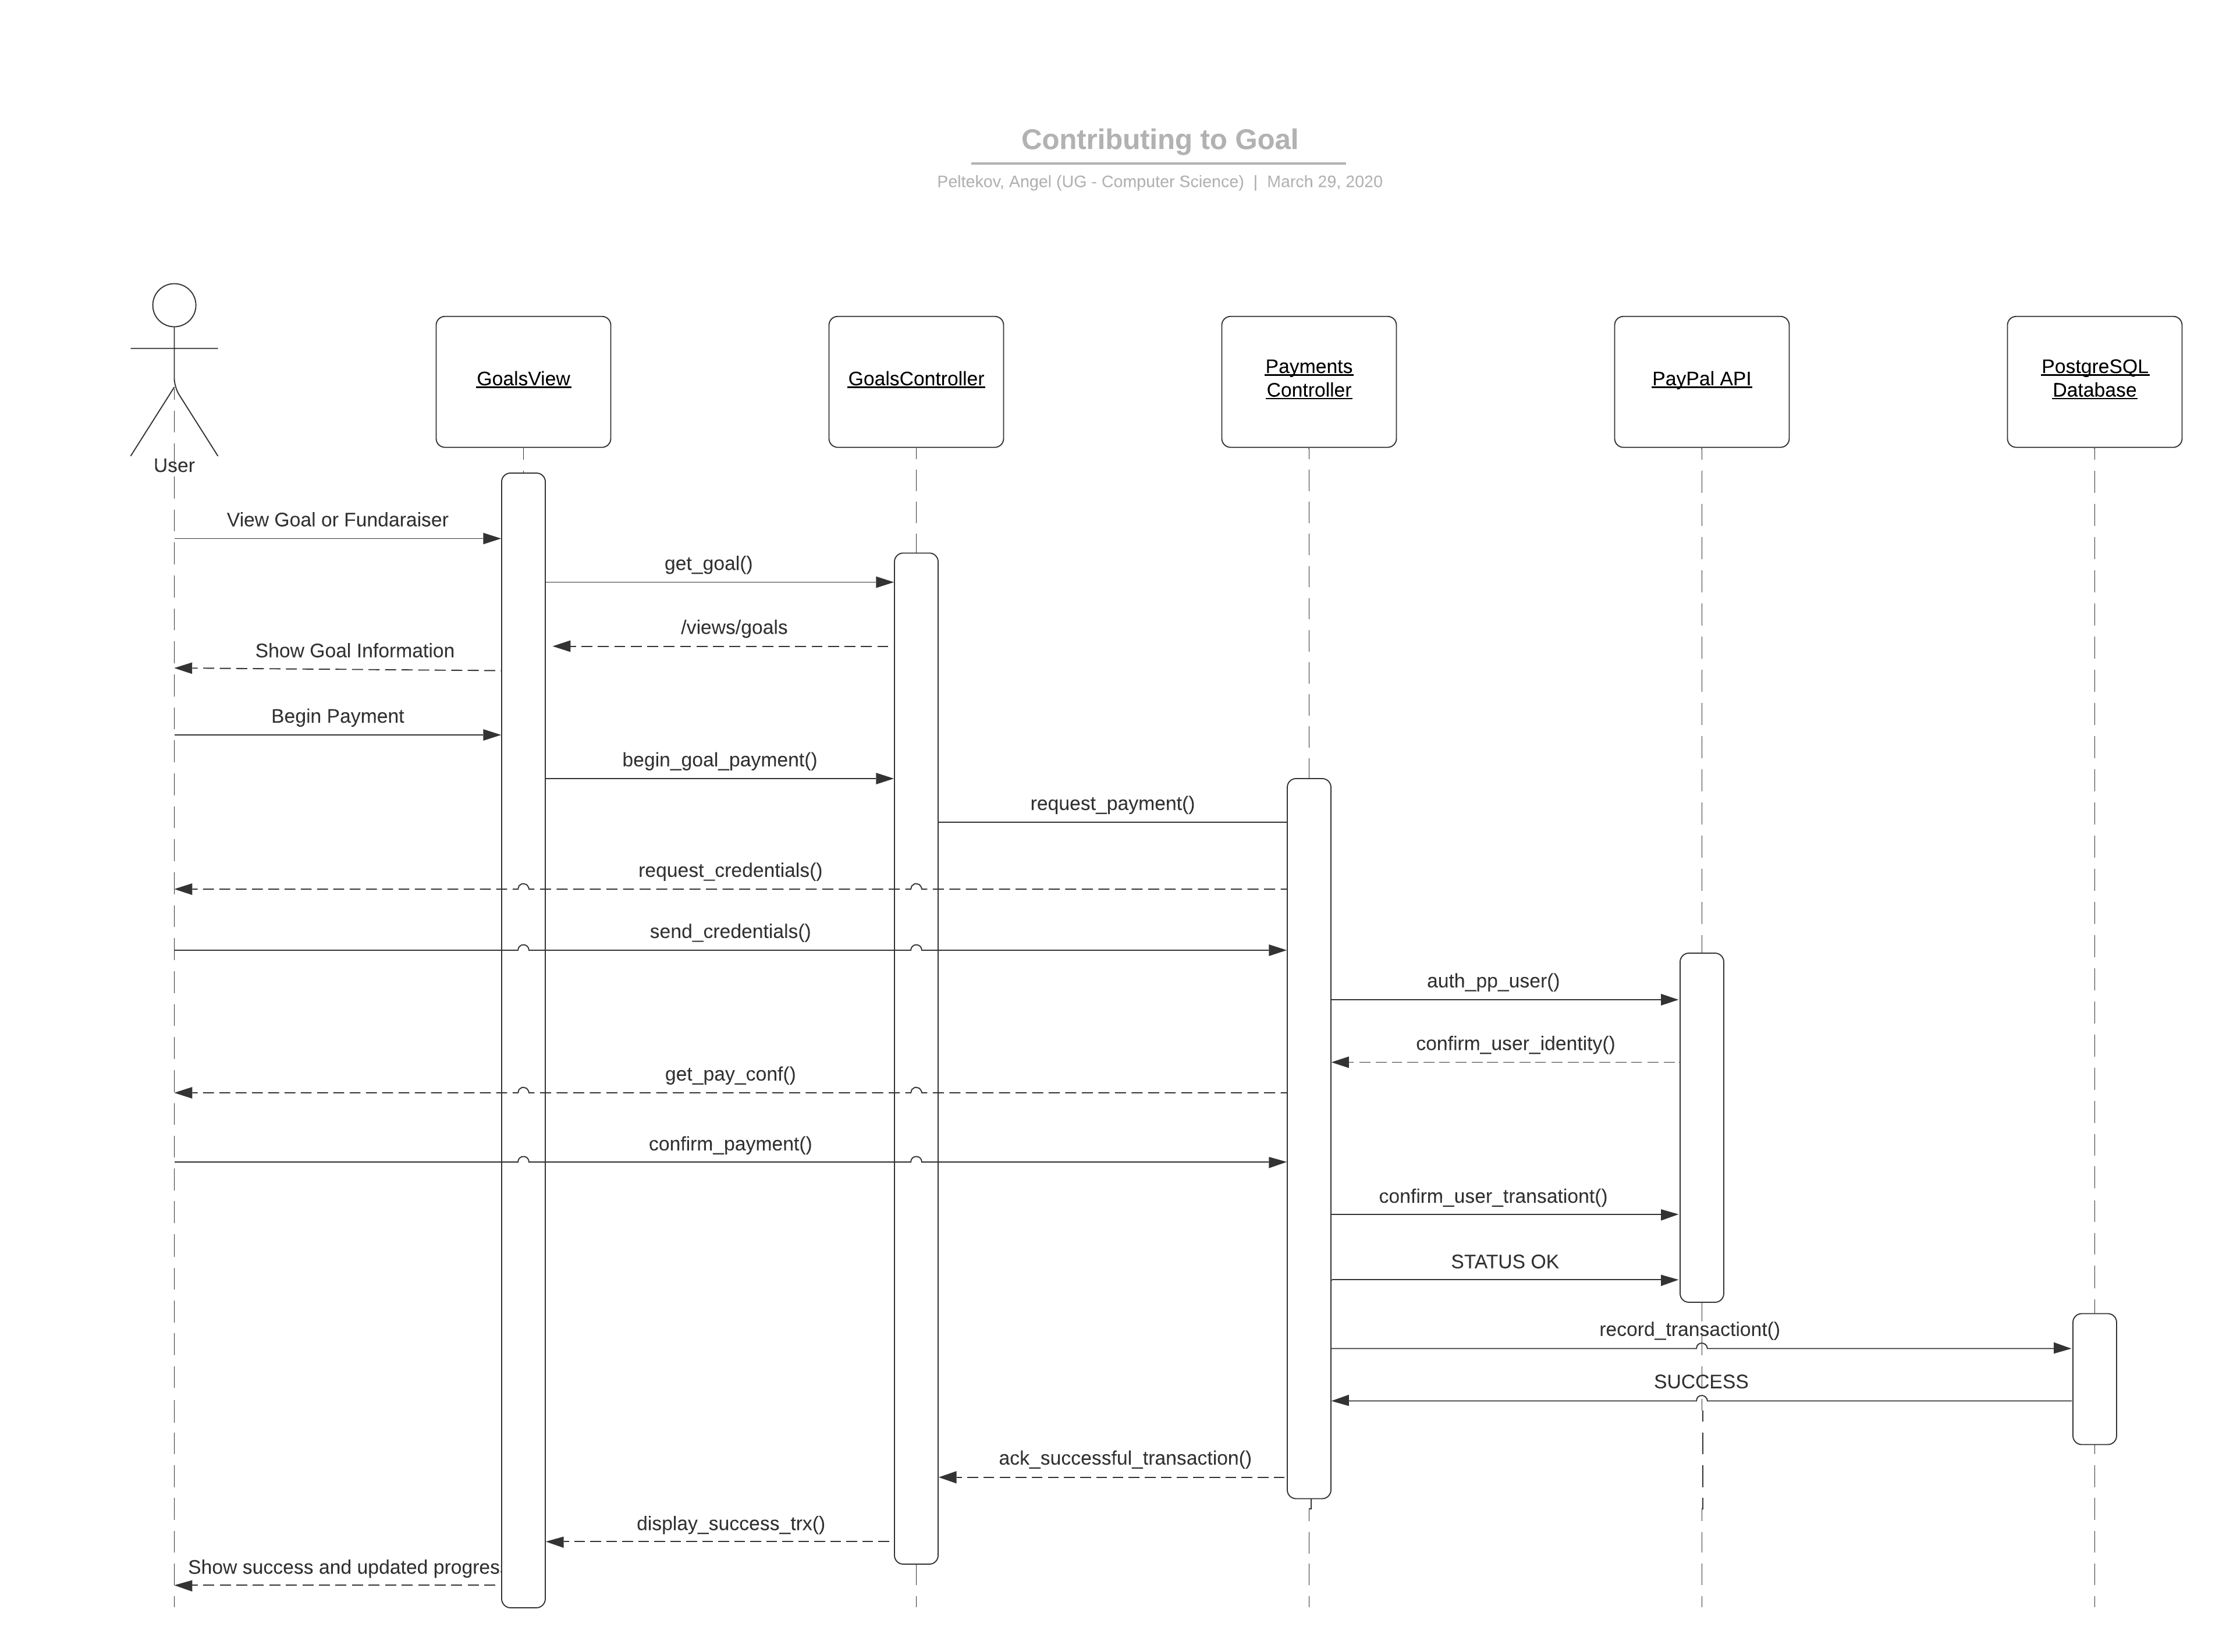 Contributing to Goal
Peltekov, Angel (UG - Computer Science) | March 29, 2020
User
GoalsView
GoalsController
Payments
Controller
PayPal API
PostgreSQL
Database
View Goal or Fundaraiser
get_goal()
/views/goals
Show Goal Information
Begin Payment
begin_goal_payment()
request_payment()
request_credentials()
send_credentials()
auth_pp_user()
confirm_user_identity()
get_pay_conf()
confirm_payment()
confirm_user_transationt()
STATUS OK
record_transactiont()
SUCCESS
ack_successful_transaction()
display_success_trx()
Show success and updated progres